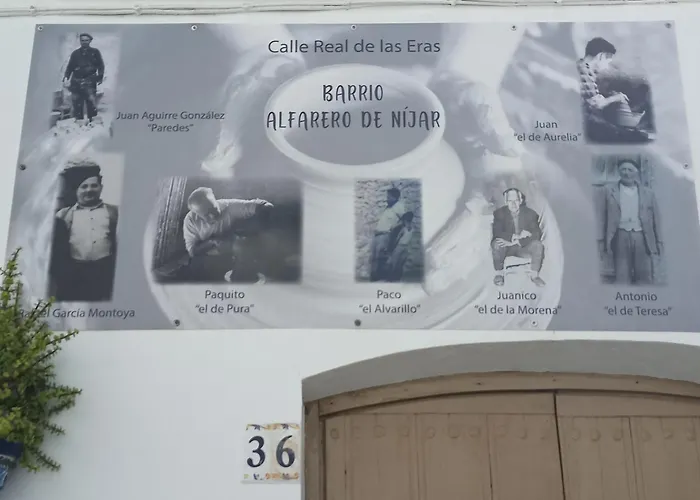 Calle Real de las Eras
BARRIO
ALFARERO DE NÍJAR
Juan Aguirre González
"Paredes"
Juan
"el de Aurelia"
García Montoya
Paquito
"el de Pura"
Paco
"el Alvarillo"
Juanico
"el de la Morena"
Antonio
"el de Teresa"
36